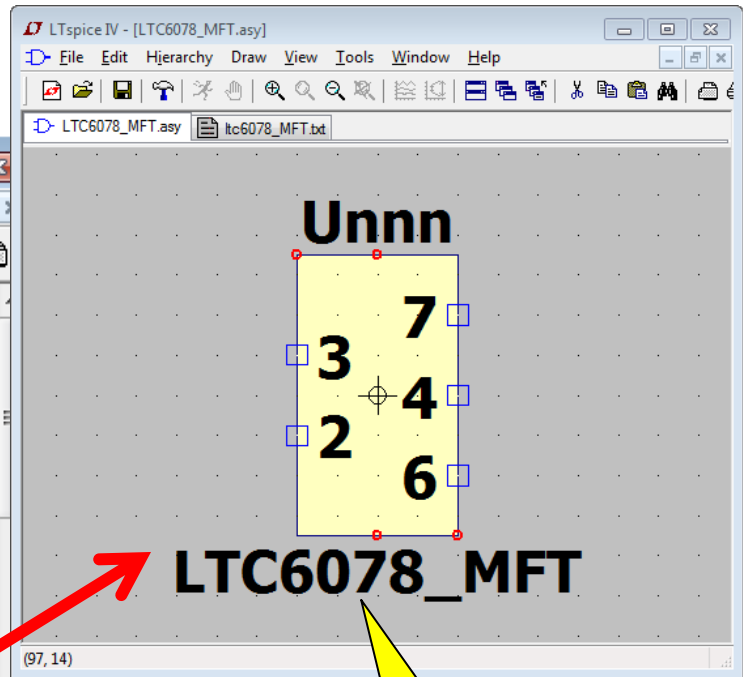 LTspice IV - [LTC6078_MFT.asy]
File Edit Hierarchy Draw View Tools Window Help
LTC6078_MFT.asy ltc6078_MFT.txt
Unnn
7
3
4
2
6
LTC6078_MFT
(97, 14)